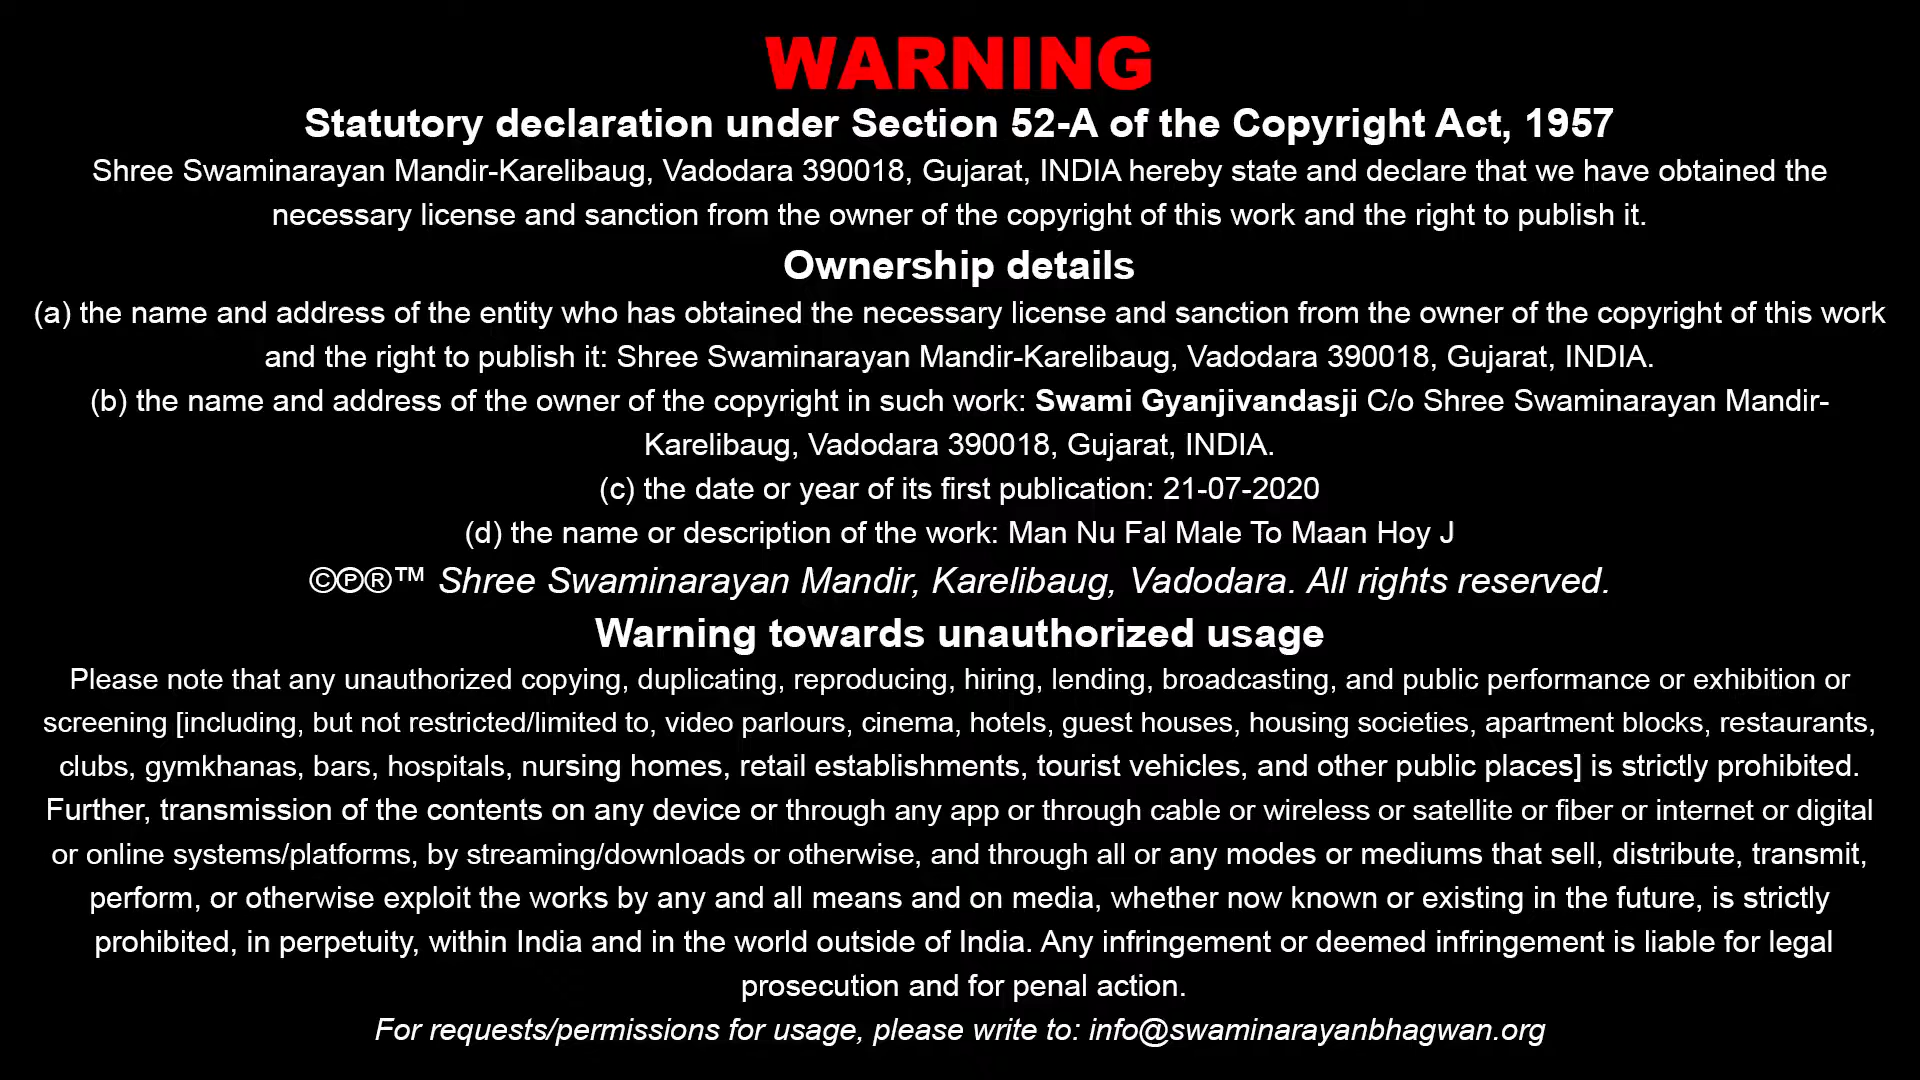 WARNING
Statutory declaration under Section 52-A of the Copyright Act, 1957
Shree Swaminarayan Mandir-Karelibaug, Vadodara 390018, Gujarat, INDIA hereby state and declare that we have obtained the
necessary license and sanction from the owner of the copyright of this work and the right to publish it.
Ownership details
(a) the name and address of the entity who has obtained the necessary license and sanction from the owner of the copyright of this work
and the right to publish it: Shree Swaminarayan Mandir-Karelibaug, Vadodara 390018, Gujarat, INDIA.
(b) the name and address of the owner of the copyright in such work: Swami Gyanjivandasji C/o Shree Swaminarayan Mandir-
Karelibaug, Vadodara 390018, Gujarat, INDIA.
(c) the date or year of its first publication: 21-07-2020
(d) the name or description of the work: Man Nu Fal Male To Maan Hoy J
©℗®™ Shree Swaminarayan Mandir, Karelibaug, Vadodara. All rights reserved.
Warning towards unauthorized usage
Please note that any unauthorized copying, duplicating, reproducing, hiring, lending, broadcasting, and public performance or exhibition or
screening [including, but not restricted/limited to, video parlours, cinema, hotels, guest houses, housing societies, apartment blocks, restaurants,
clubs, gymkhanas, bars, hospitals, nursing homes, retail establishments, tourist vehicles, and other public places] is strictly prohibited.
Further, transmission of the contents on any device or through any app or through cable or wireless or satellite or fiber or internet or digital
or online systems/platforms, by streaming/downloads or otherwise, and through all or any modes or mediums that sell, distribute, transmit,
perform, or otherwise exploit the works by any and all means and on media, whether now known or existing in the future, is strictly
prohibited, in perpetuity, within India and in the world outside of India. Any infringement or deemed infringement is liable for legal
prosecution and for penal action.
For requests/permissions for usage, please write to: info@swaminarayanbhagwan.org